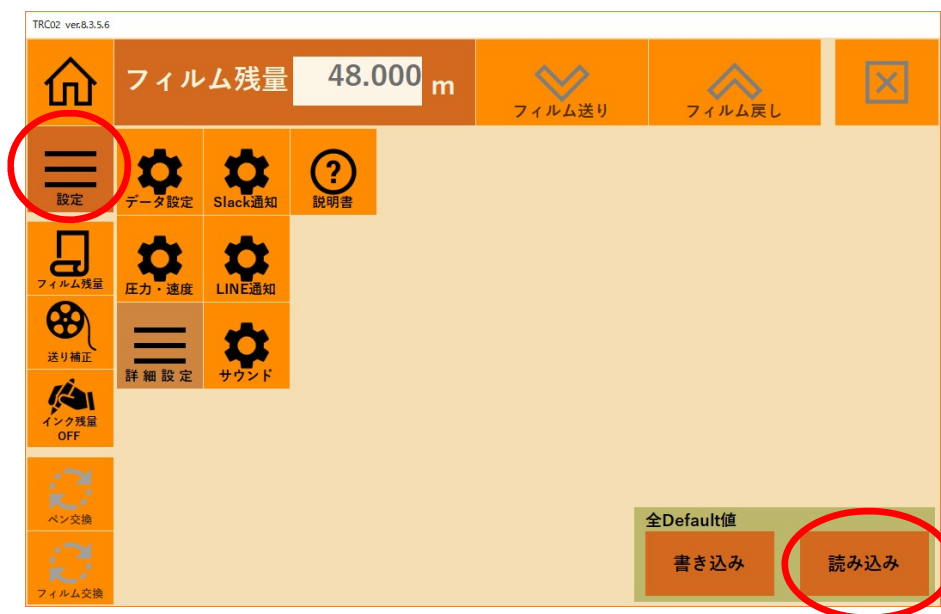 TRC02 ver.8.3.5.6
フィルム残量 48.000 m
フィルム送り
フィルム戻し
設定
データ設定
Slack通知
説明書
フィルム残量
圧力・速度
LINE通知
送り補正
詳細設定
サウンド
インク残量
OFF
ペン交換
フィルム交換
全Default値
書き込み
読み込み